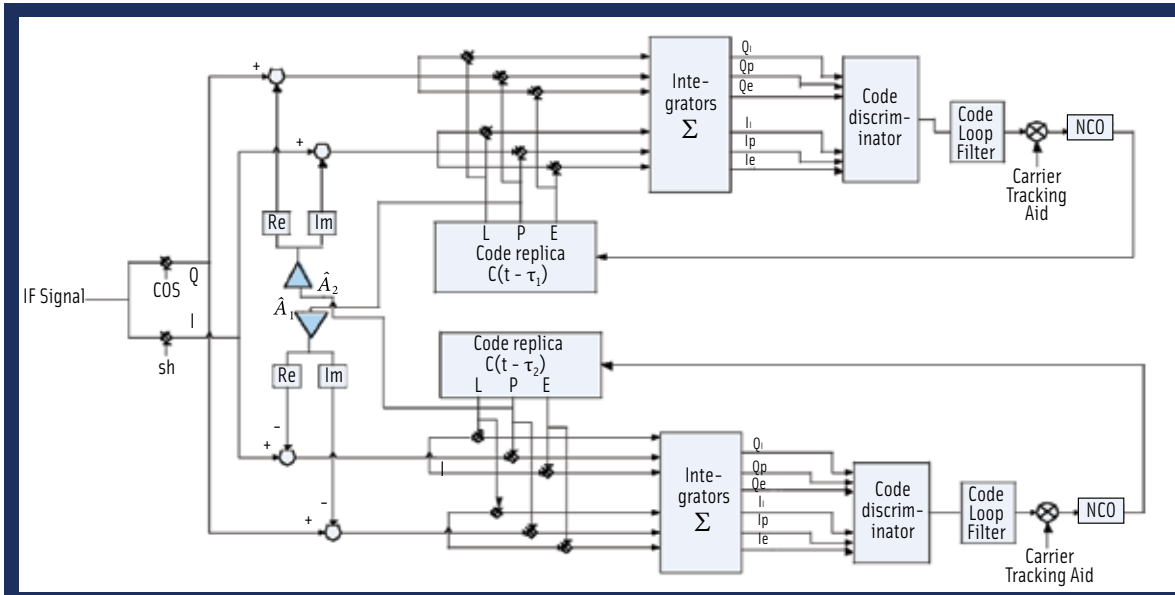 +
Qₗ
Qp
Qe
Iₗ
Ip
Ie
Inte-
grators
Σ
Code
discrim-
inator
Code
Loop
Filter
NCO
Carrier
Tracking
Aid
+
Re
Im
L P E
Code replica
C(t - τ₁)
IF Signal
COS
Q
Â₂
Â₁
I
sh
Re
Im
Code replica
C(t - τ₂)
L P E
-
+
I
-
+
Inte-
grators
Σ
Qₗ
Qp
Qe
Iₗ
Ip
Ie
Code
discrim-
inator
Code
Loop
Filter
NCO
Carrier
Tracking Aid